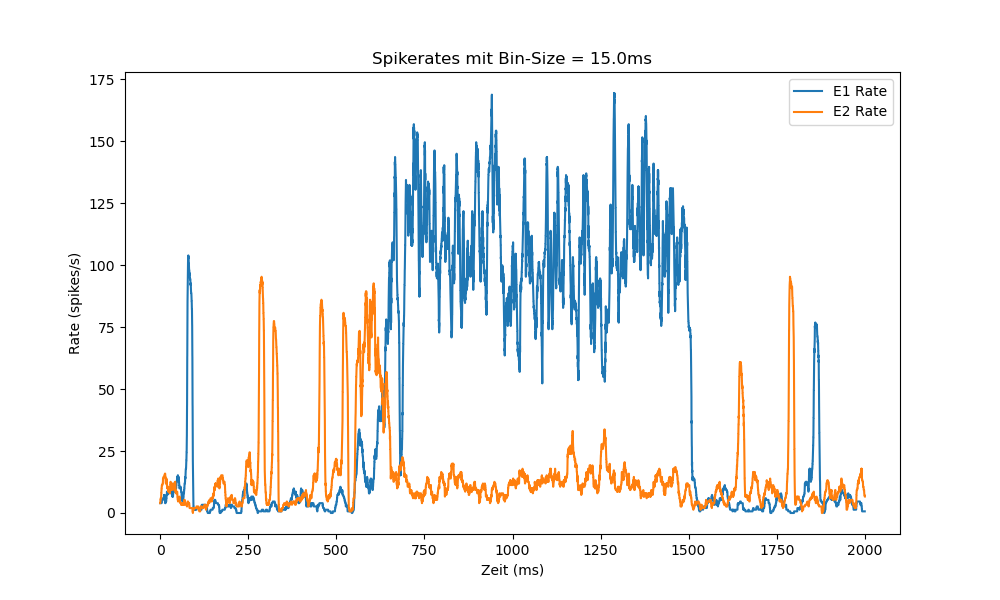 Spikerates mit Bin-Size = 15.0ms
E1 Rate
E2 Rate
175
150
125
100
75
50
25
0
Rate (spikes/s)
0 250 500 750 1000 1250 1500 1750 2000
Zeit (ms)